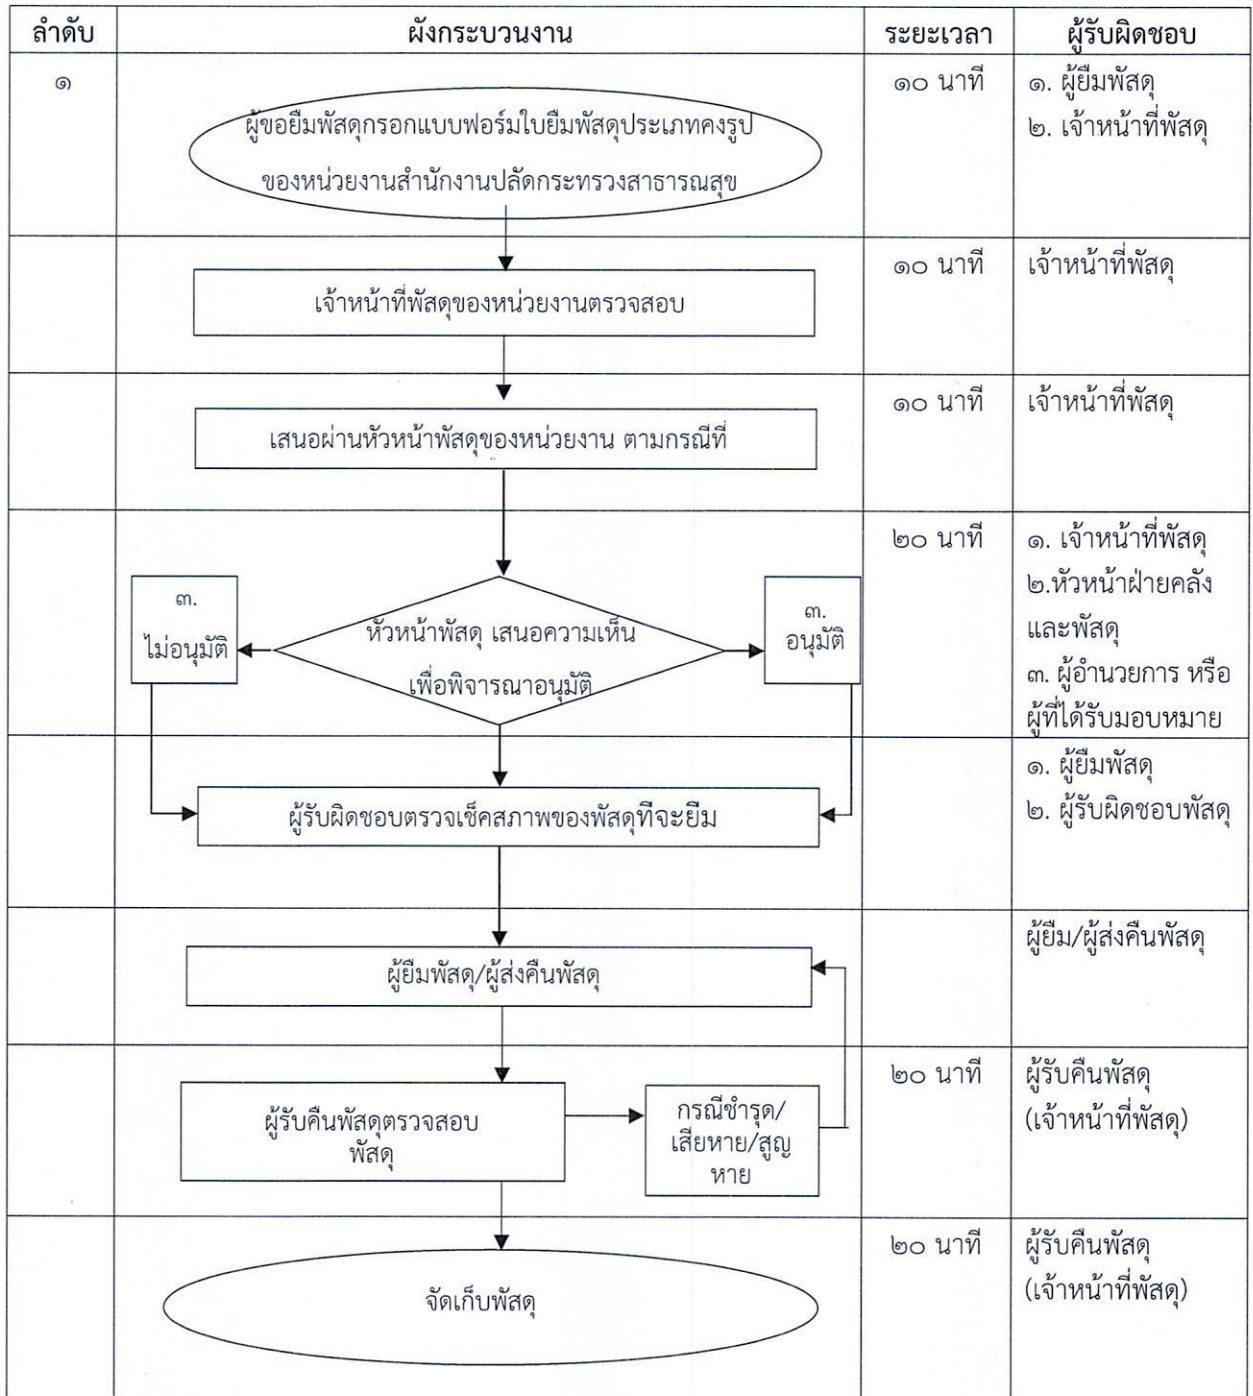 ลำดับ ผังกระบวนงาน ระยะเวลา ผู้รับผิดชอบ
๑
ผู้ขอยืมพัสดุกรอกแบบฟอร์มใบยืมพัสดุประเภทคงรูป
ของหน่วยงานสำนักงานปลัดกระทรวงสาธารณสุข
๑๐ นาที
๑. ผู้ยืมพัสดุ
๒. เจ้าหน้าที่พัสดุ
เจ้าหน้าที่พัสดุของหน่วยงานตรวจสอบ
๑๐ นาที
เจ้าหน้าที่พัสดุ
เสนอผ่านหัวหน้าพัสดุของหน่วยงาน ตามกรณีที่
๑๐ นาที
เจ้าหน้าที่พัสดุ
๓.
ไม่อนุมัติ
หัวหน้าพัสดุ เสนอความเห็น
เพื่อพิจารณาอนุมัติ
๓.
อนุมัติ
๒๐ นาที
๑. เจ้าหน้าที่พัสดุ
๒.หัวหน้าฝ่ายคลัง
และพัสดุ
๓. ผู้อำนวยการ หรือ
ผู้ที่ได้รับมอบหมาย
ผู้รับผิดชอบตรวจเช็คสภาพของพัสดุที่จะยืม
๑. ผู้ยืมพัสดุ
๒. ผู้รับผิดชอบพัสดุ
ผู้ยืมพัสดุ/ผู้ส่งคืนพัสดุ
ผู้ยืม/ผู้ส่งคืนพัสดุ
ผู้รับคืนพัสดุตรวจสอบ
พัสดุ
กรณีชำรุด/
เสียหาย/สูญ
หาย
๒๐ นาที
ผู้รับคืนพัสดุ
(เจ้าหน้าที่พัสดุ)
จัดเก็บพัสดุ
๒๐ นาที
ผู้รับคืนพัสดุ
(เจ้าหน้าที่พัสดุ)